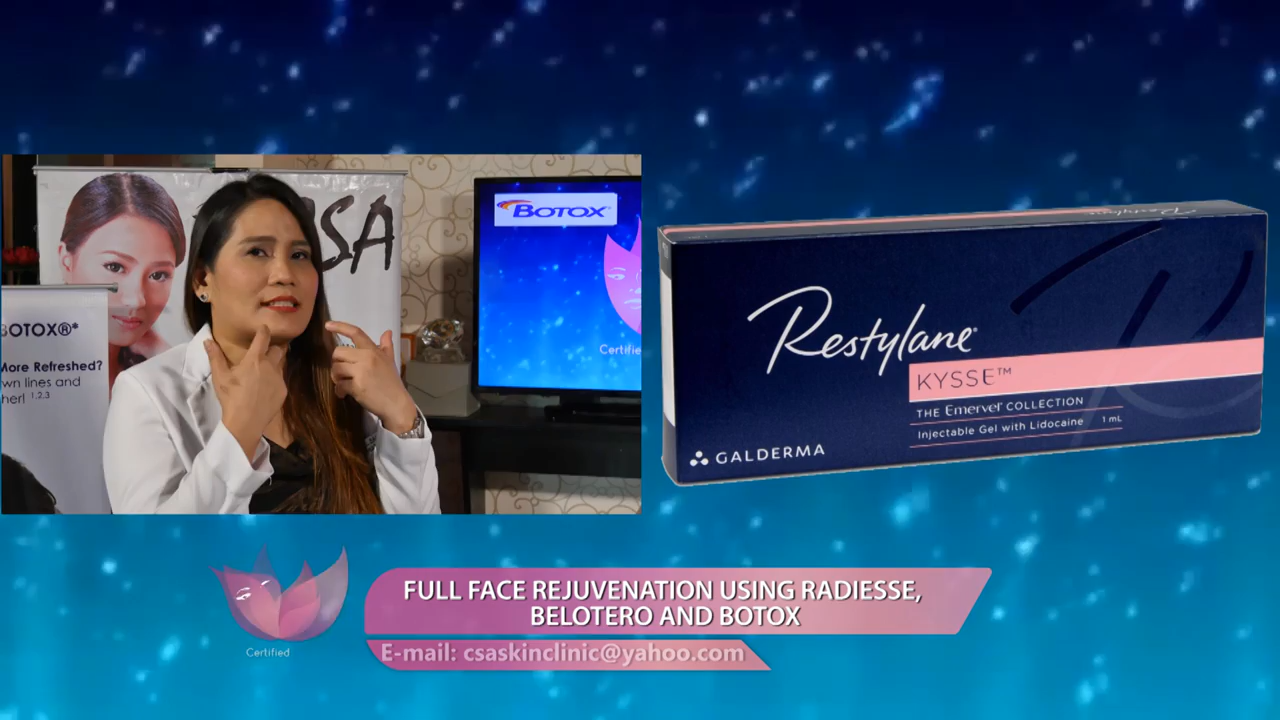 SA
BOTOX®*
More Refreshed?
wn lines and
her! 1,2,3
BOTOX®
Certifie
Restylane
Restylane®
KYSSE™
THE Emervel COLLECTION
Injectable Gel with Lidocaine 1 mL
GALDERMA
Certified
FULL FACE REJUVENATION USING RADIESSE,
BELOTERO AND BOTOX
E-mail: csaskinclinic@yahoo.com